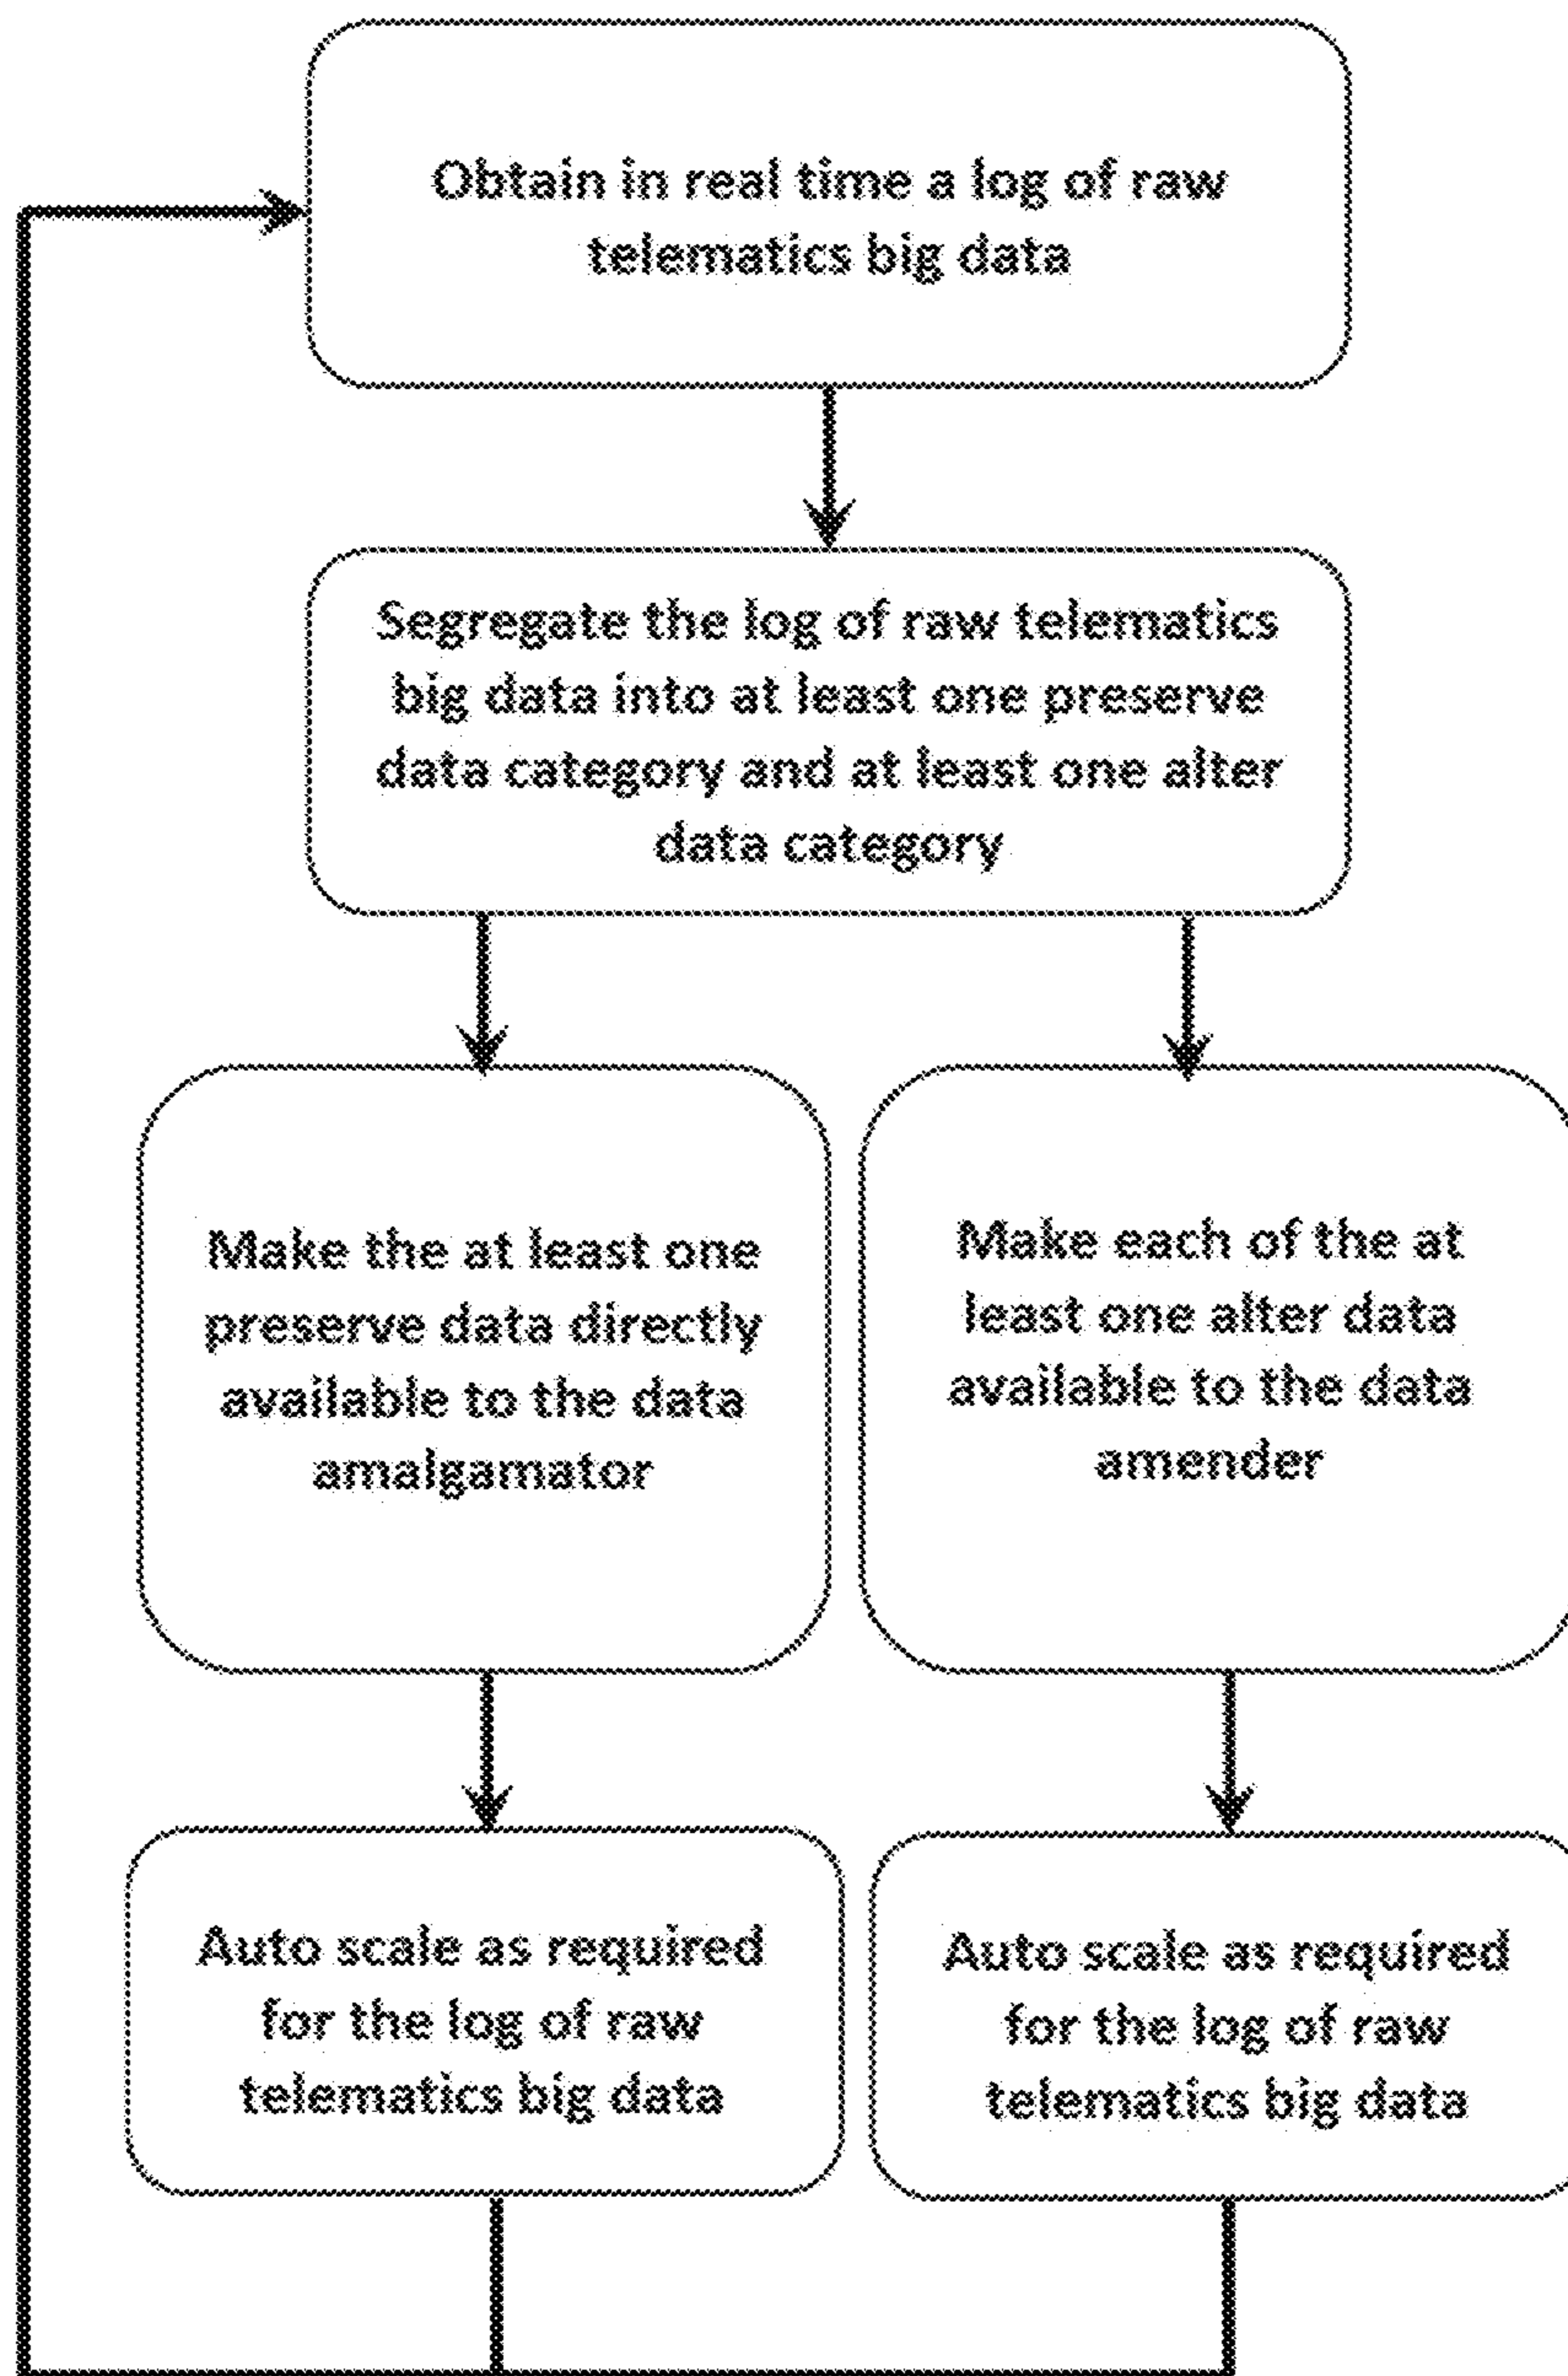 Obtain in real time a log of raw
telematics big data
Segregate the log of raw telematics
big data into at least one preserve
data category and at least one alter
data category
Make the at least one
preserve data directly
available to the data
amalgamator
Make each of the at
least one alter data
available to the data
amender
Auto scale as required
for the log of raw
telematics big data
Auto scale as required
for the log of raw
telematics big data